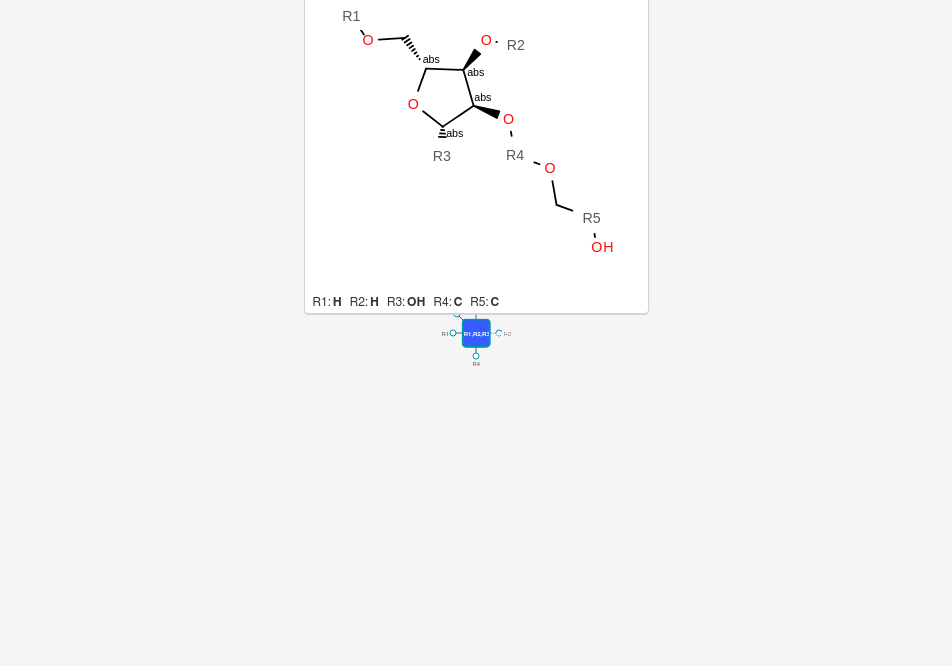 R1
O
O
R2
abs
abs
abs
O
O
abs
R3
R4
O
R5
OH
R1: H R2: H R3: OH R4: C R5: C
R1 R1,R2,R3 R2
R4